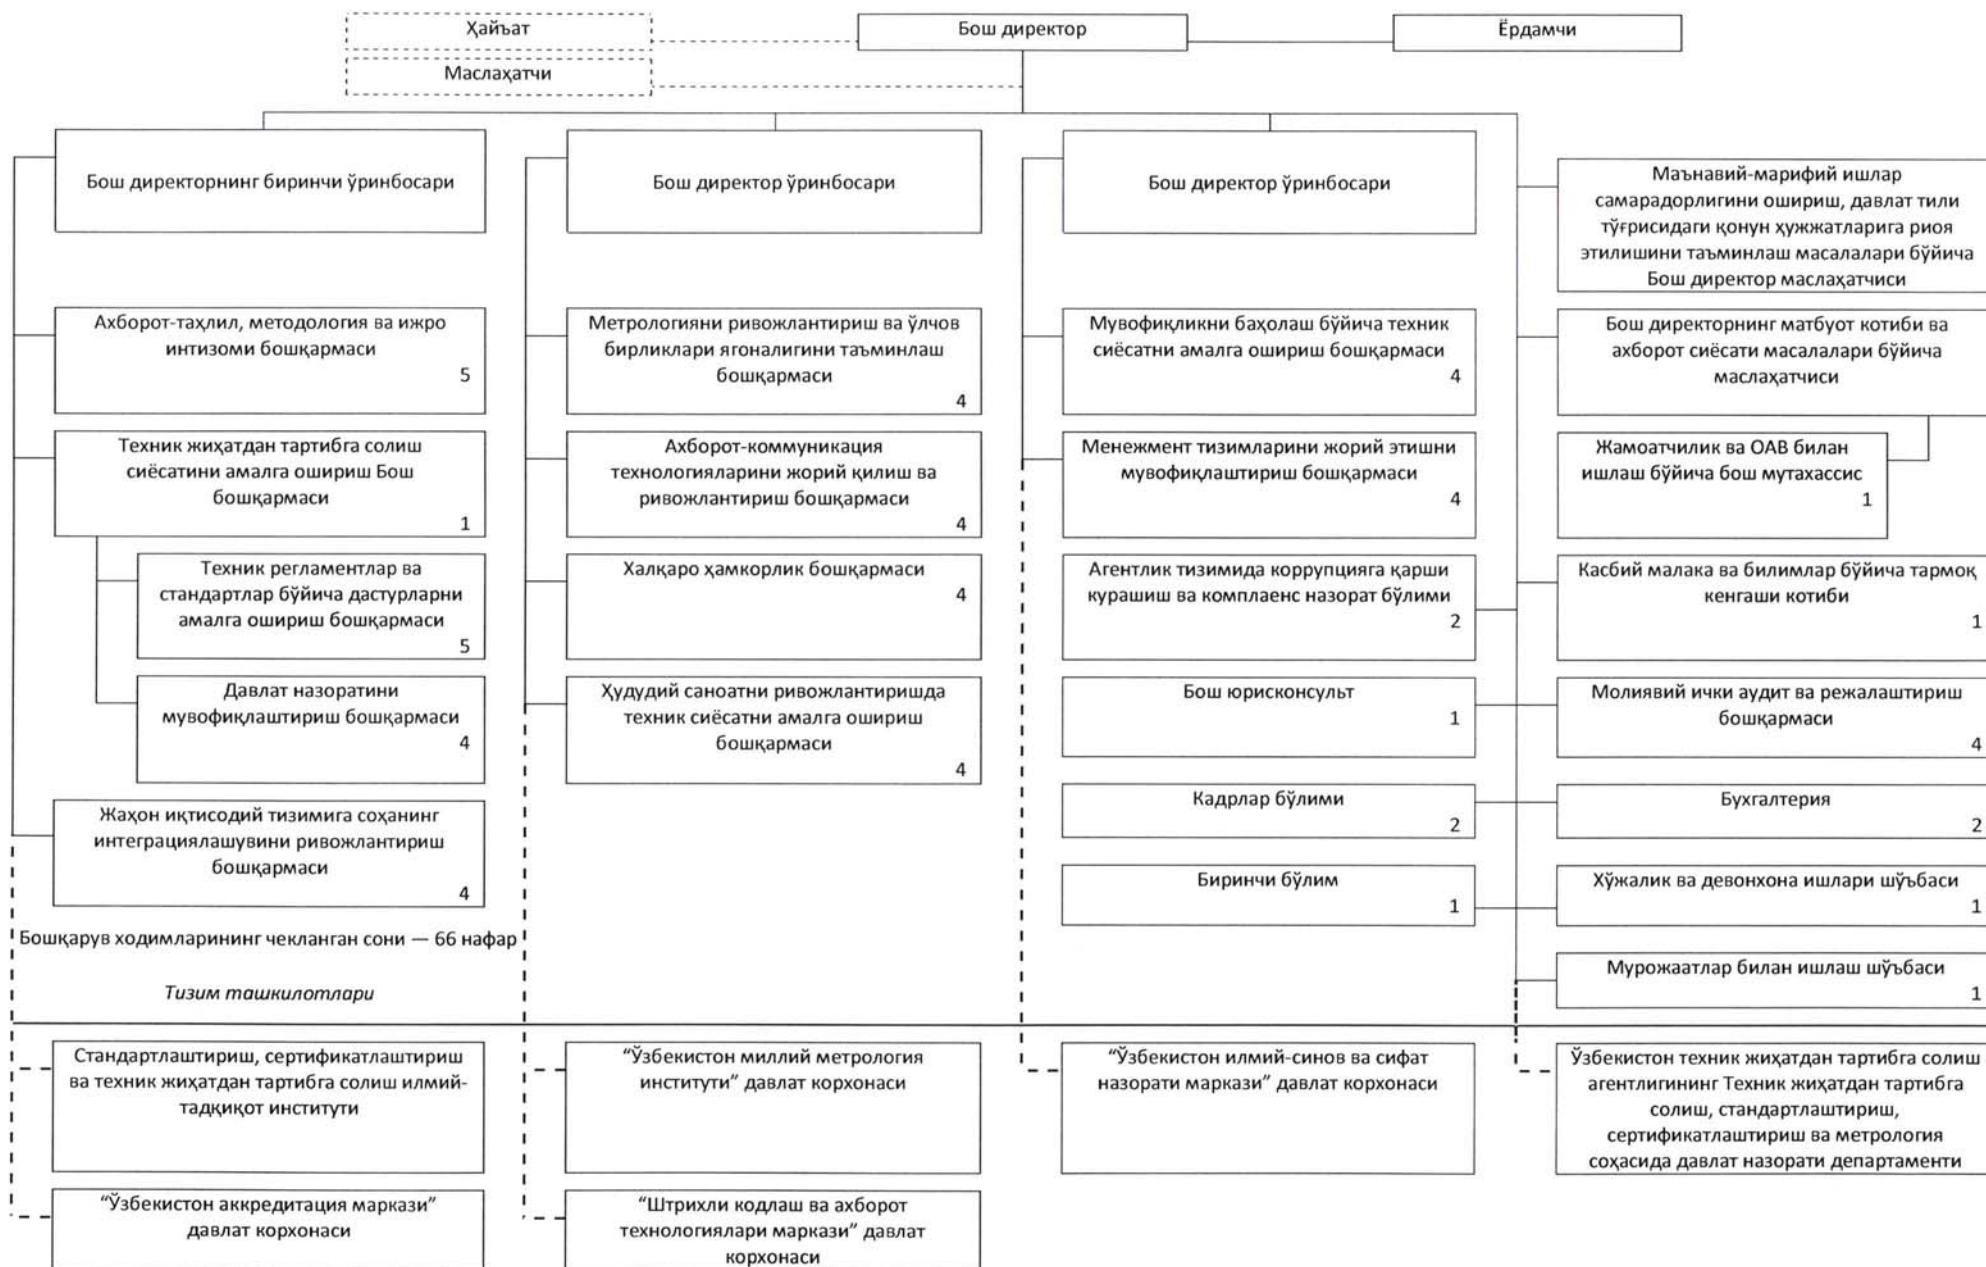 Ҳайъат
Бош директор
Ёрдамчи
Маслаҳатчи
Бош директорнинг биринчи ўринбосари
Бош директор ўринбосари
Бош директор ўринбосари
Маънавий-марифий ишлар
самарадорлигини ошириш, давлат тили
тўғрисидаги қонун ҳужжатларига риоя
этилишини таъминлаш масалалари бўйича
Бош директор маслаҳатчиси
Ахборот-таҳлил, методология ва ижро
интизоми бошқармаси
5
Метрологияни ривожлантириш ва ўлчов
бирликлари ягоналигини таъминлаш
бошқармаси
4
Мувофиқликни баҳолаш бўйича техник
сиёсатни амалга ошириш бошқармаси
4
Бош директорнинг матбуот котиби ва
ахборот сиёсати масалалари бўйича
маслаҳатчиси
Техник жиҳатдан тартибга солиш
сиёсатини амалга ошириш Бош
бошқармаси
1
Ахборот-коммуникация
технологияларини жорий қилиш ва
ривожлантириш бошқармаси
4
Менежмент тизимларини жорий этишни
мувофиқлаштириш бошқармаси
4
Жамоатчилик ва ОАВ билан
ишлаш бўйича бош мутахассис
1
Техник регламентлар ва
стандартлар бўйича дастурларни
амалга ошириш бошқармаси
5
Халқаро ҳамкорлик бошқармаси
4
Агентлик тизимида коррупцияга қарши
курашиш ва комплаенс назорат бўлими
2
Касбий малака ва билимлар бўйича тармоқ
кенгаши котиби
1
Давлат назоратини
мувофиқлаштириш бошқармаси
4
Ҳудудий саноатни ривожлантиришда
техник сиёсатни амалга ошириш
бошқармаси
4
Бош юрисконсульт
1
Молиявий ички аудит ва режалаштириш
бошқармаси
4
Жаҳон иқтисодий тизимига соҳанинг
интеграциялашувини ривожлантириш
бошқармаси
4
Кадрлар бўлими
2
Бухгалтерия
2
Биринчи бўлим
1
Хўжалик ва девонхона ишлари шўъбаси
1
Бошқарув ходимларининг чекланган сони — 66 нафар
Мурожаатлар билан ишлаш шўъбаси
1
Тизим ташкилотлари
Стандартлаштириш, сертификатлаштириш
ва техник жиҳатдан тартибга солиш илмий-
тадқиқот институти
“Ўзбекистон миллий метрология
институти” давлат корхонаси
“Ўзбекистон илмий-синов ва сифат
назорати маркази” давлат корхонаси
Ўзбекистон техник жиҳатдан тартибга солиш
агентлигининг Техник жиҳатдан тартибга
солиш, стандартлаштириш,
сертификатлаштириш ва метрология
соҳасида давлат назорати департаменти
“Ўзбекистон аккредитация маркази”
давлат корхонаси
“Штрихли кодлаш ва ахборот
технологиялари маркази” давлат
корхонаси